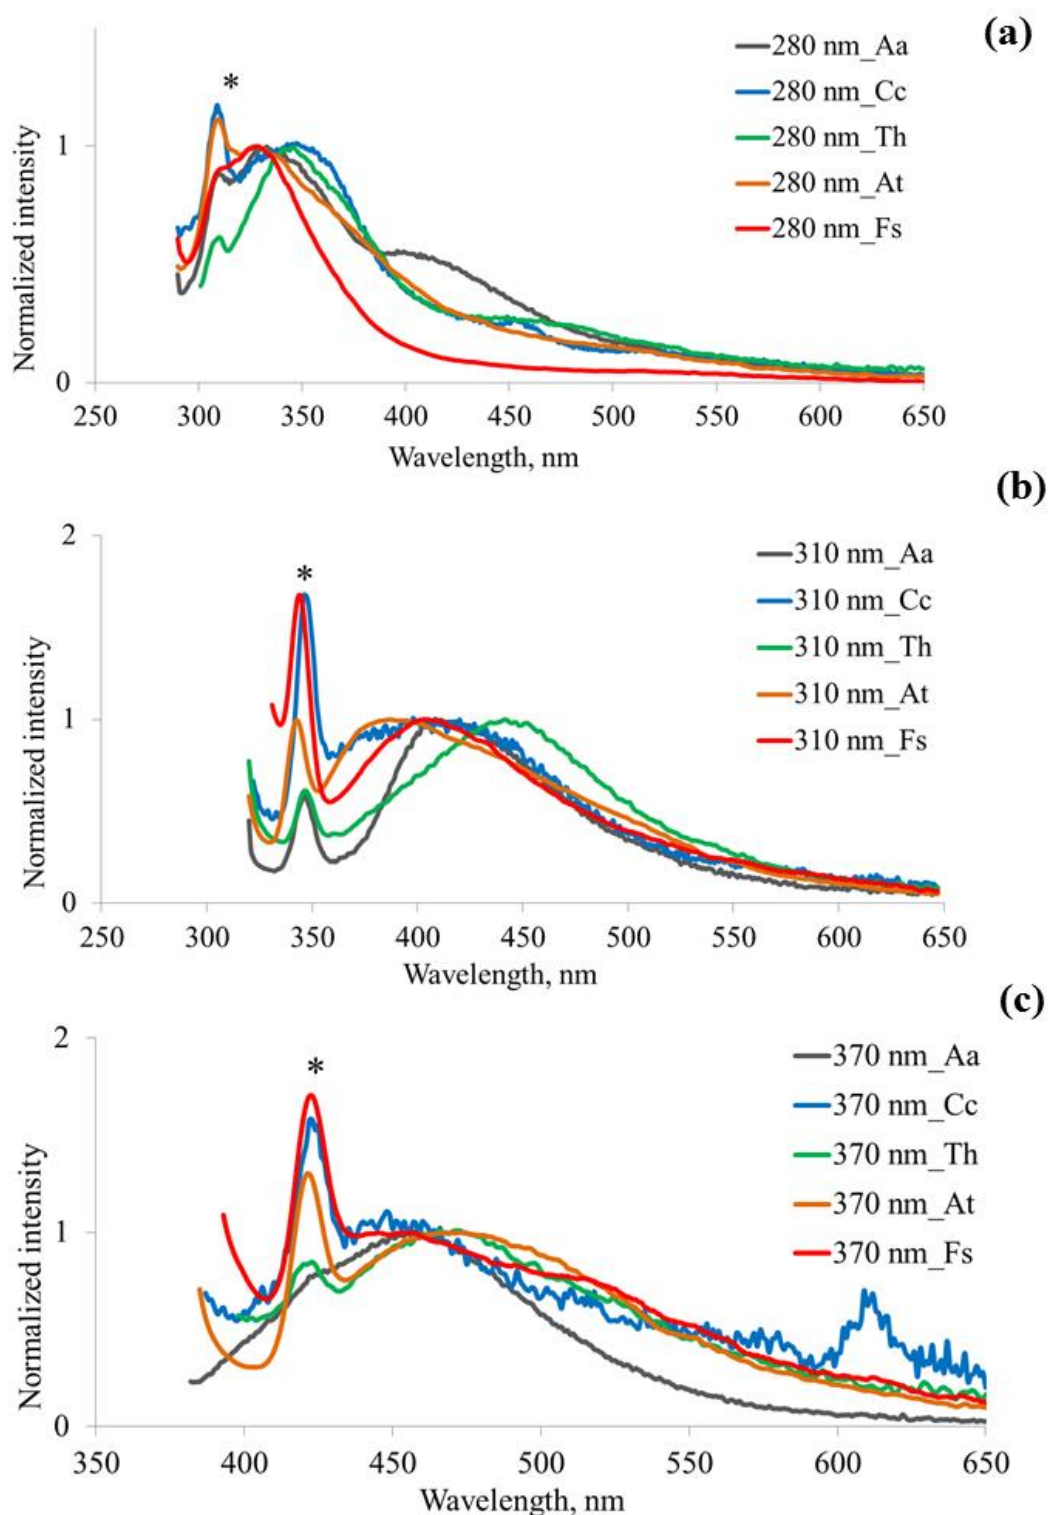 (a)
*
280 nm_Aa
280 nm_Cc
280 nm_Th
280 nm_At
280 nm_Fs
Normalized intensity
1
0
250 300 350 400 450 500 550 600 650
Wavelength, nm
(b)
2
*
310 nm_Aa
310 nm_Cc
310 nm_Th
310 nm_At
310 nm_Fs
Normalized intensity
1
0
250 300 350 400 450 500 550 600 650
Wavelength, nm
(c)
2
*
370 nm_Aa
370 nm_Cc
370 nm_Th
370 nm_At
370 nm_Fs
Normalized intensity
1
0
350 400 450 500 550 600 650
Wavelength, nm